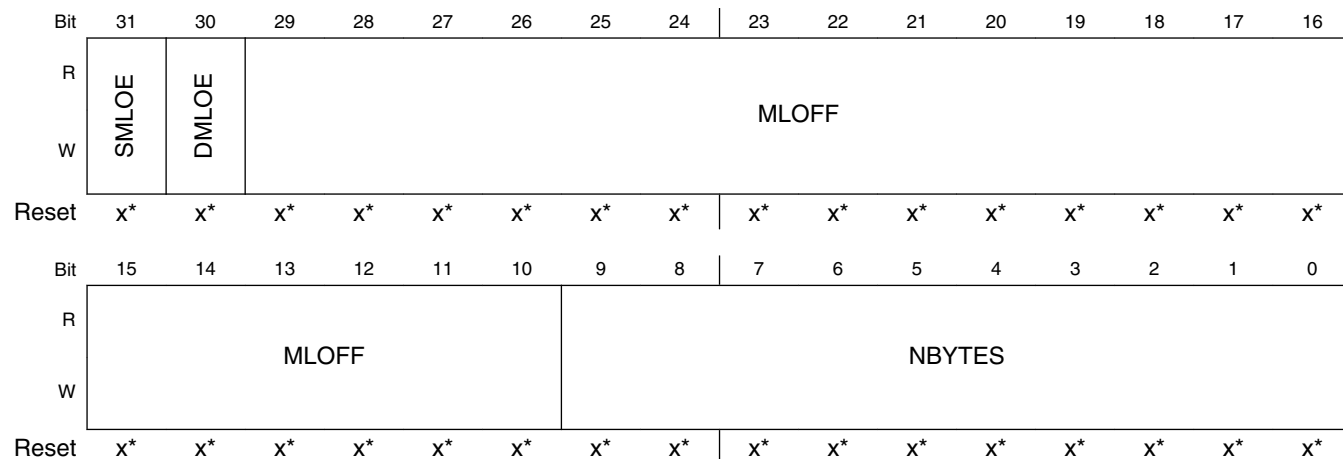 Bit 31 30 29 28 27 26 25 24 23 22 21 20 19 18 17 16
R
SMLOE DMLOE MLOFF
W
Reset x* x* x* x* x* x* x* x* x* x* x* x* x* x* x* x*
Bit 15 14 13 12 11 10 9 8 7 6 5 4 3 2 1 0
R
MLOFF NBYTES
W
Reset x* x* x* x* x* x* x* x* x* x* x* x* x* x* x* x*